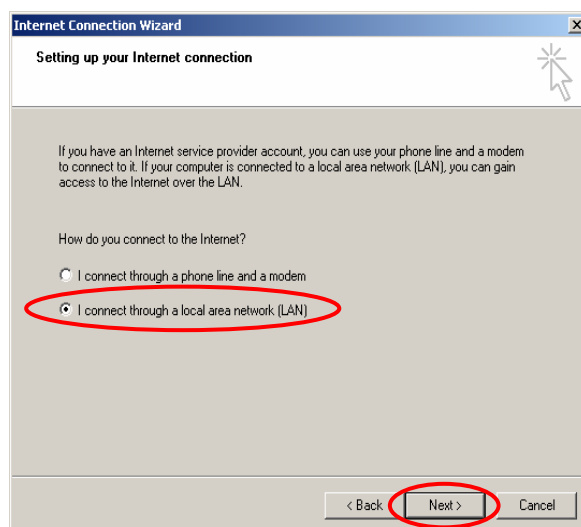 Internet Connection Wizard
Setting up your Internet connection
If you have an Internet service provider account, you can use your phone line and a modem
to connect to it. If your computer is connected to a local area network (LAN), you can gain
access to the Internet over the LAN.
How do you connect to the Internet?
I connect through a phone line and a modem
I connect through a local area network (LAN)
< Back Next > Cancel